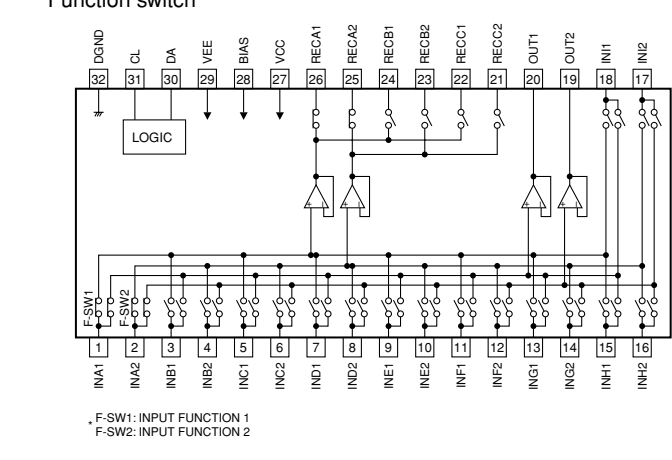 Function switch
DGND CL DA VEE BIAS VCC RECA1 RECA2 RECB1 RECB2 RECC1 RECC2 OUT1 OUT2 INI1 INI2
32 31 30 29 28 27 26 25 24 23 22 21 20 19 18 17
LOGIC
+ - + - + - + -
F-SW1 F-SW2
1 2 3 4 5 6 7 8 9 10 11 12 13 14 15 16
INA1 INA2 INB1 INB2 INC1 INC2 IND1 IND2 INE1 INE2 INF1 INF2 ING1 ING2 INH1 INH2
* F-SW1: INPUT FUNCTION 1
F-SW2: INPUT FUNCTION 2